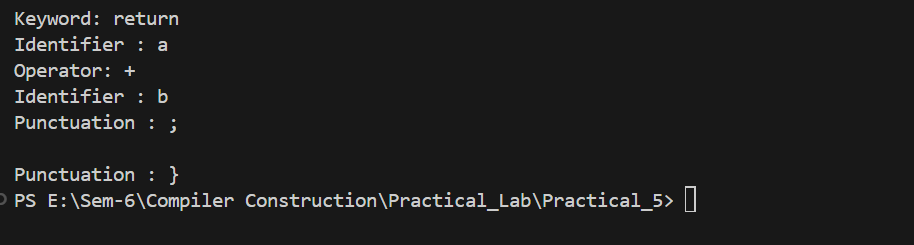 Keyword: return
Identifier : a
Operator: +
Identifier : b
Punctuation : ;
Punctuation : }
PS E:\Sem-6\Compiler Construction\Practical_Lab\Practical_5>